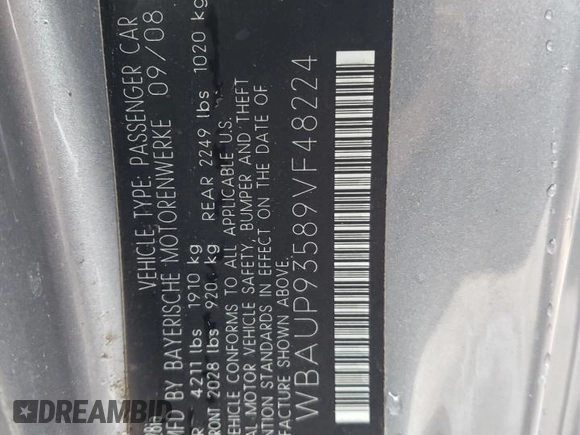 VEHICLE TYPE: PASSENGER CAR
MFD BY BAYERISCHE MOTORENWERKE 09/08
4211 lbs 1910 kg
FRONT 2028 lbs 920 kg REAR 2249 lbs 1020 kg
VEHICLE CONFORMS TO ALL APPLICABLE U.S.
MOTOR VEHICLE SAFETY, BUMPER AND THEFT
STANDARDS IN EFFECT ON THE DATE OF
MANUFACTURE SHOWN ABOVE.
WBAUP93589VF48224
DREAMBID